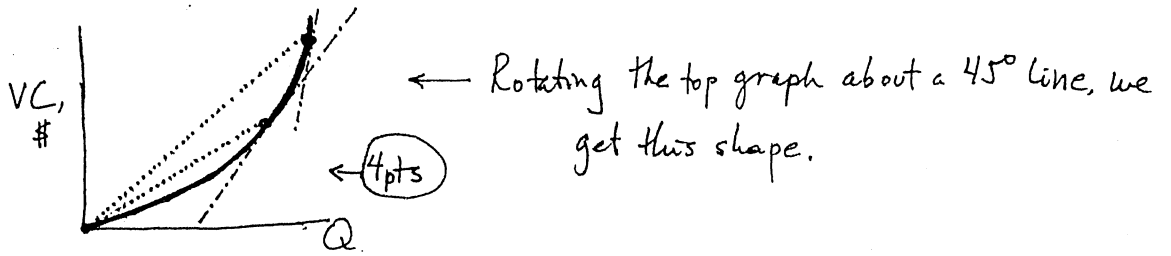 VC,
$
← Rotating the top graph about a 45° line, we
get this shape.
← 4pts
Q